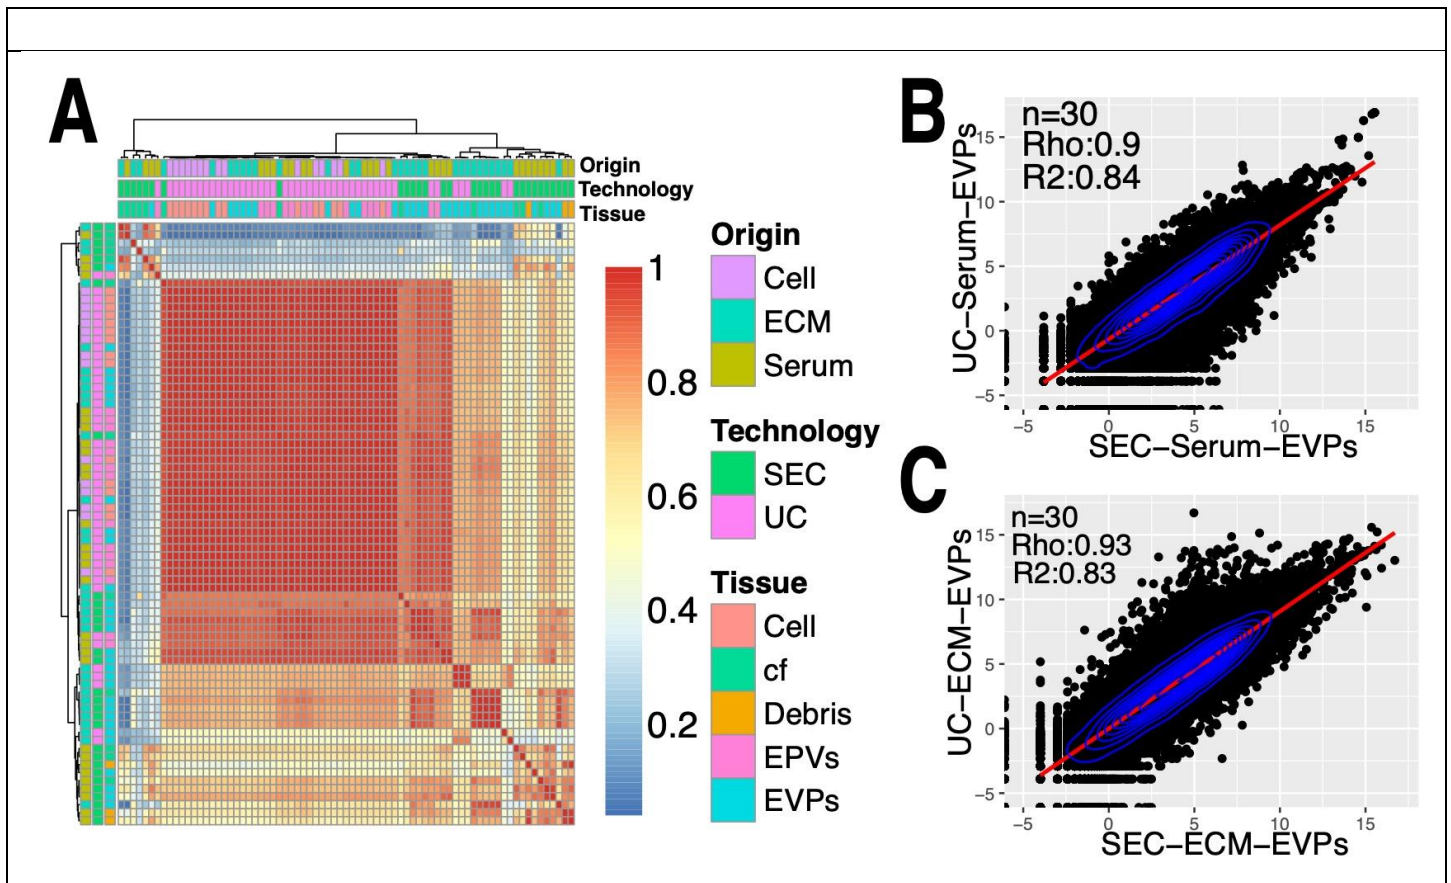 A
Origin
Technology
Tissue
1
0.8
0.6
0.4
0.2
Origin
Cell
ECM
Serum
Technology
SEC
UC
Tissue
Cell
cf
Debris
EPVs
EVPs
B
n=30
Rho:0.9
R2:0.84
UC−Serum−EVPs
15
10
5
0
−5
−5
0
5
10
15
SEC−Serum−EVPs
C
n=30
Rho:0.93
R2:0.83
UC−ECM−EVPs
15
10
5
0
−5
−5
0
5
10
15
SEC−ECM−EVPs